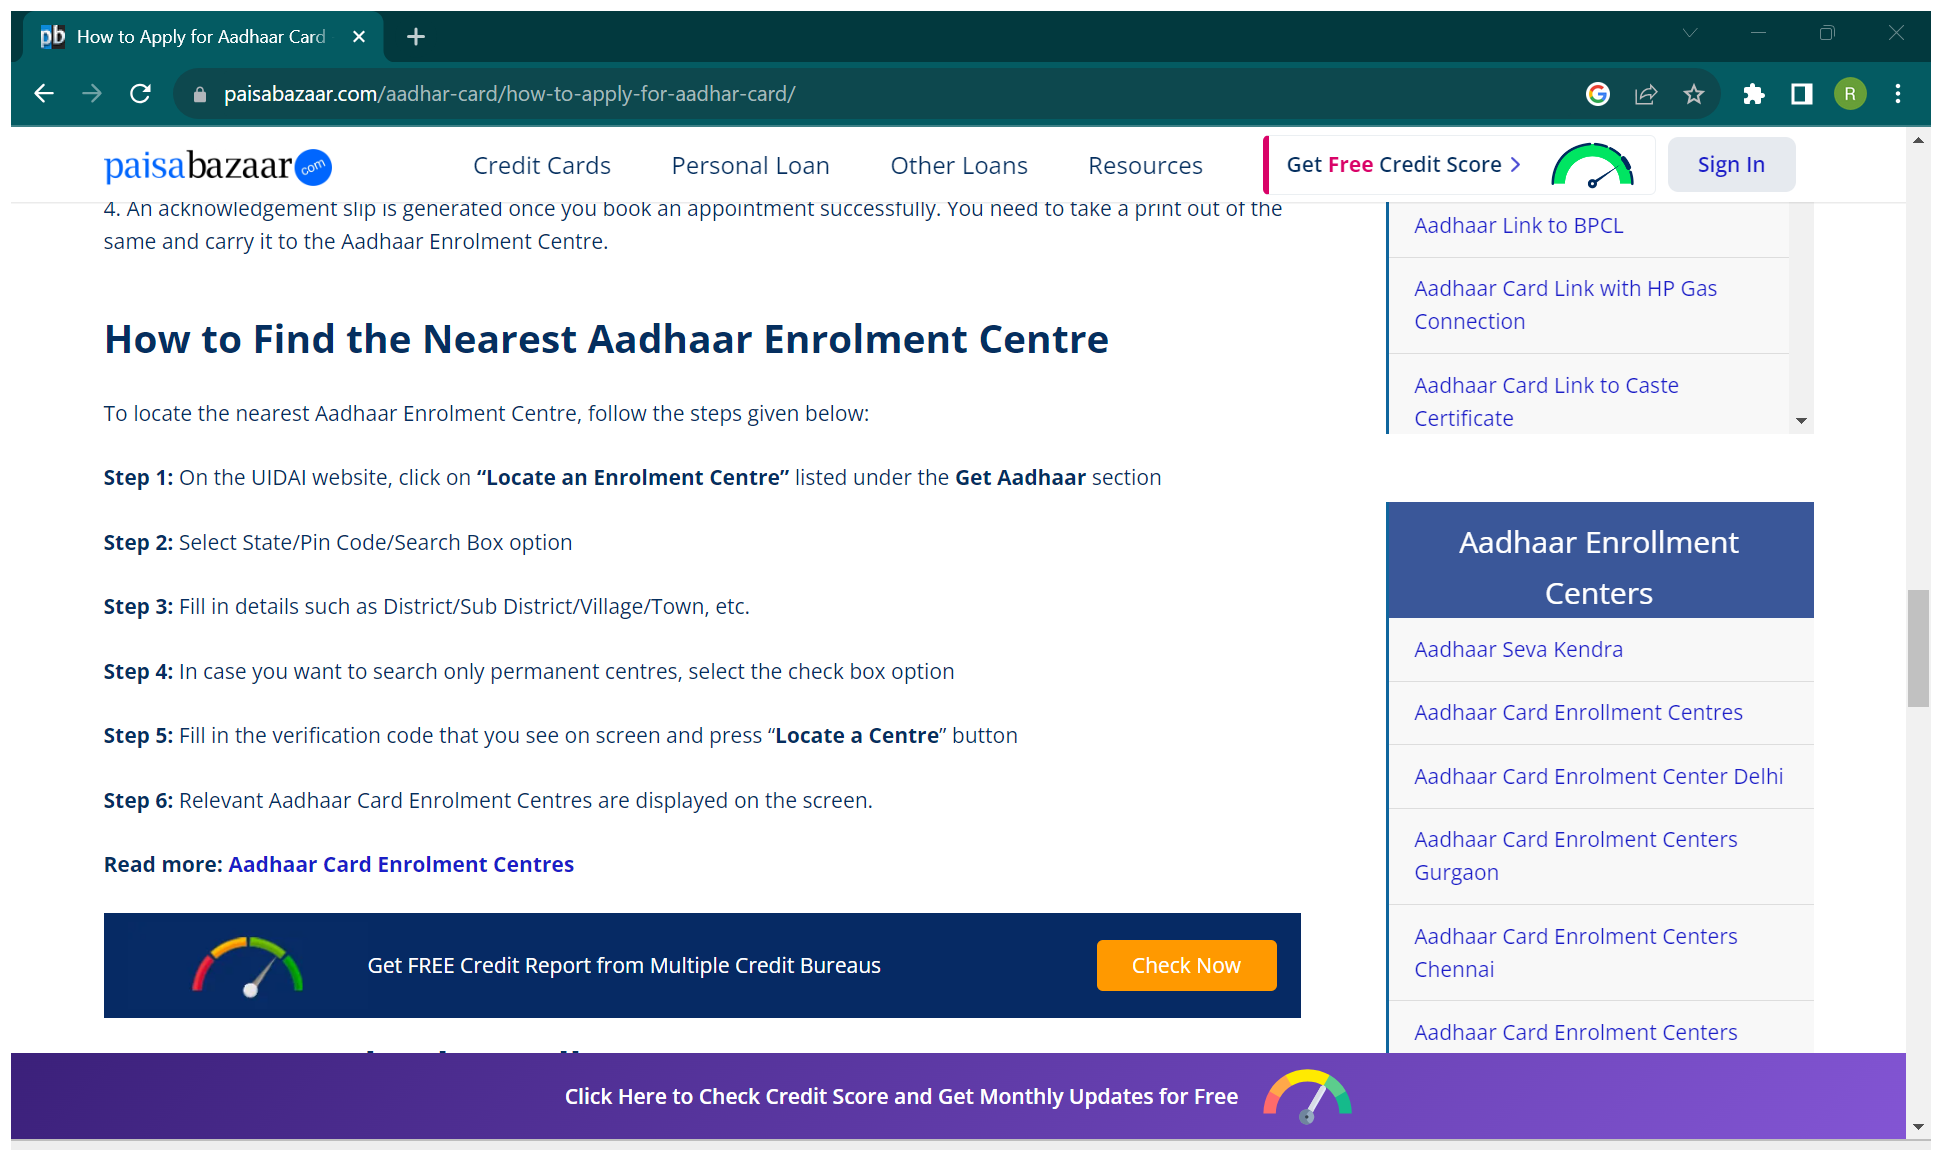 pb How to Apply for Aadhaar Card
paisabazaar.com/aadhar-card/how-to-apply-for-aadhar-card/
R
paisabazaar.com
Credit Cards
Personal Loan
Other Loans
Resources
Get Free Credit Score >
Sign In
4. An acknowledgement slip is generated once you book an appointment successfully. You need to take a print out of the
same and carry it to the Aadhaar Enrolment Centre.
How to Find the Nearest Aadhaar Enrolment Centre
To locate the nearest Aadhaar Enrolment Centre, follow the steps given below:
Step 1: On the UIDAI website, click on “Locate an Enrolment Centre” listed under the Get Aadhaar section
Step 2: Select State/Pin Code/Search Box option
Step 3: Fill in details such as District/Sub District/Village/Town, etc.
Step 4: In case you want to search only permanent centres, select the check box option
Step 5: Fill in the verification code that you see on screen and press “Locate a Centre” button
Step 6: Relevant Aadhaar Card Enrolment Centres are displayed on the screen.
Read more: Aadhaar Card Enrolment Centres
Get FREE Credit Report from Multiple Credit Bureaus
Check Now
Aadhaar Link to BPCL
Aadhaar Card Link with HP Gas
Connection
Aadhaar Card Link to Caste
Certificate
Aadhaar Enrollment
Centers
Aadhaar Seva Kendra
Aadhaar Card Enrollment Centres
Aadhaar Card Enrolment Center Delhi
Aadhaar Card Enrolment Centers
Gurgaon
Aadhaar Card Enrolment Centers
Chennai
Aadhaar Card Enrolment Centers
Click Here to Check Credit Score and Get Monthly Updates for Free